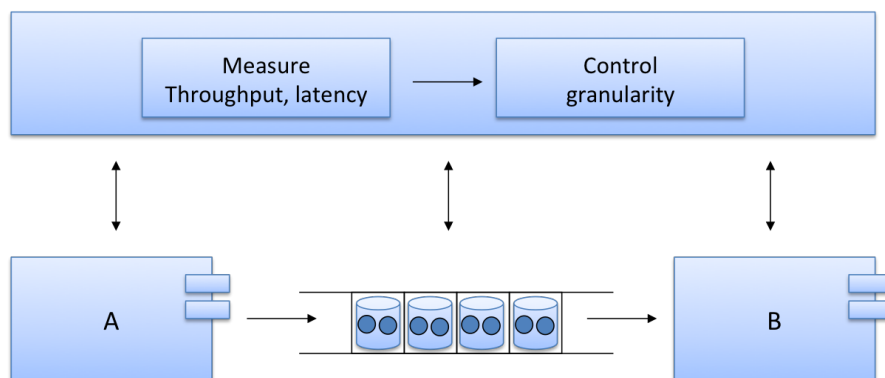 Measure
Throughput, latency
Control
granularity
A
B